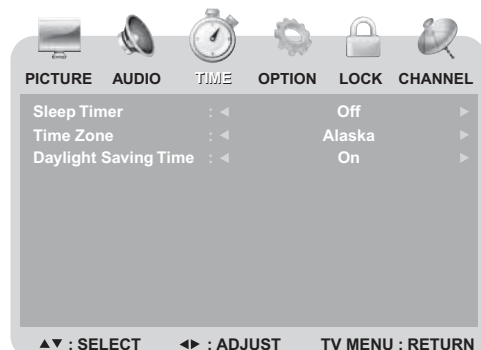 PICTURE AUDIO TIME OPTION LOCK CHANNEL
Sleep Timer : ◀ Off ▶
Time Zone : ◀ Alaska ▶
Daylight Saving Time : ◀ On ▶
▲▼ : SELECT ◀▶ : ADJUST TV MENU : RETURN